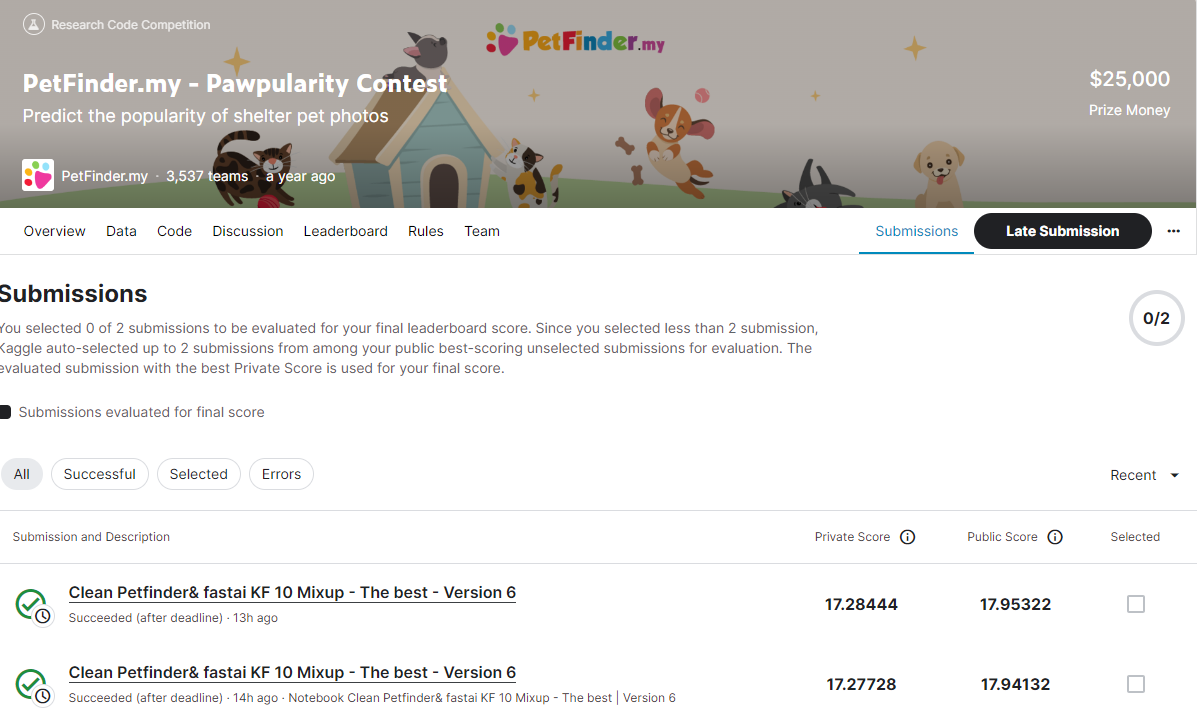 Research Code Competition
PetFinder.my
PetFinder.my - Pawpularity Contest
$25,000
Predict the popularity of shelter pet photos
Prize Money
PetFinder.my · 3,537 teams · a year ago
Overview Data Code Discussion Leaderboard Rules Team Submissions Late Submission ...
Submissions
You selected 0 of 2 submissions to be evaluated for your final leaderboard score. Since you selected less than 2 submission,
Kaggle auto-selected up to 2 submissions from among your public best-scoring unselected submissions for evaluation. The
evaluated submission with the best Private Score is used for your final score.
0/2
Submissions evaluated for final score
All Successful Selected Errors Recent
Submission and Description Private Score Public Score Selected
Clean Petfinder& fastai KF 10 Mixup - The best - Version 6
Succeeded (after deadline) · 13h ago
17.28444 17.95322
Clean Petfinder& fastai KF 10 Mixup - The best - Version 6
Succeeded (after deadline) · 14h ago · Notebook Clean Petfinder& fastai KF 10 Mixup - The best | Version 6
17.27728 17.94132